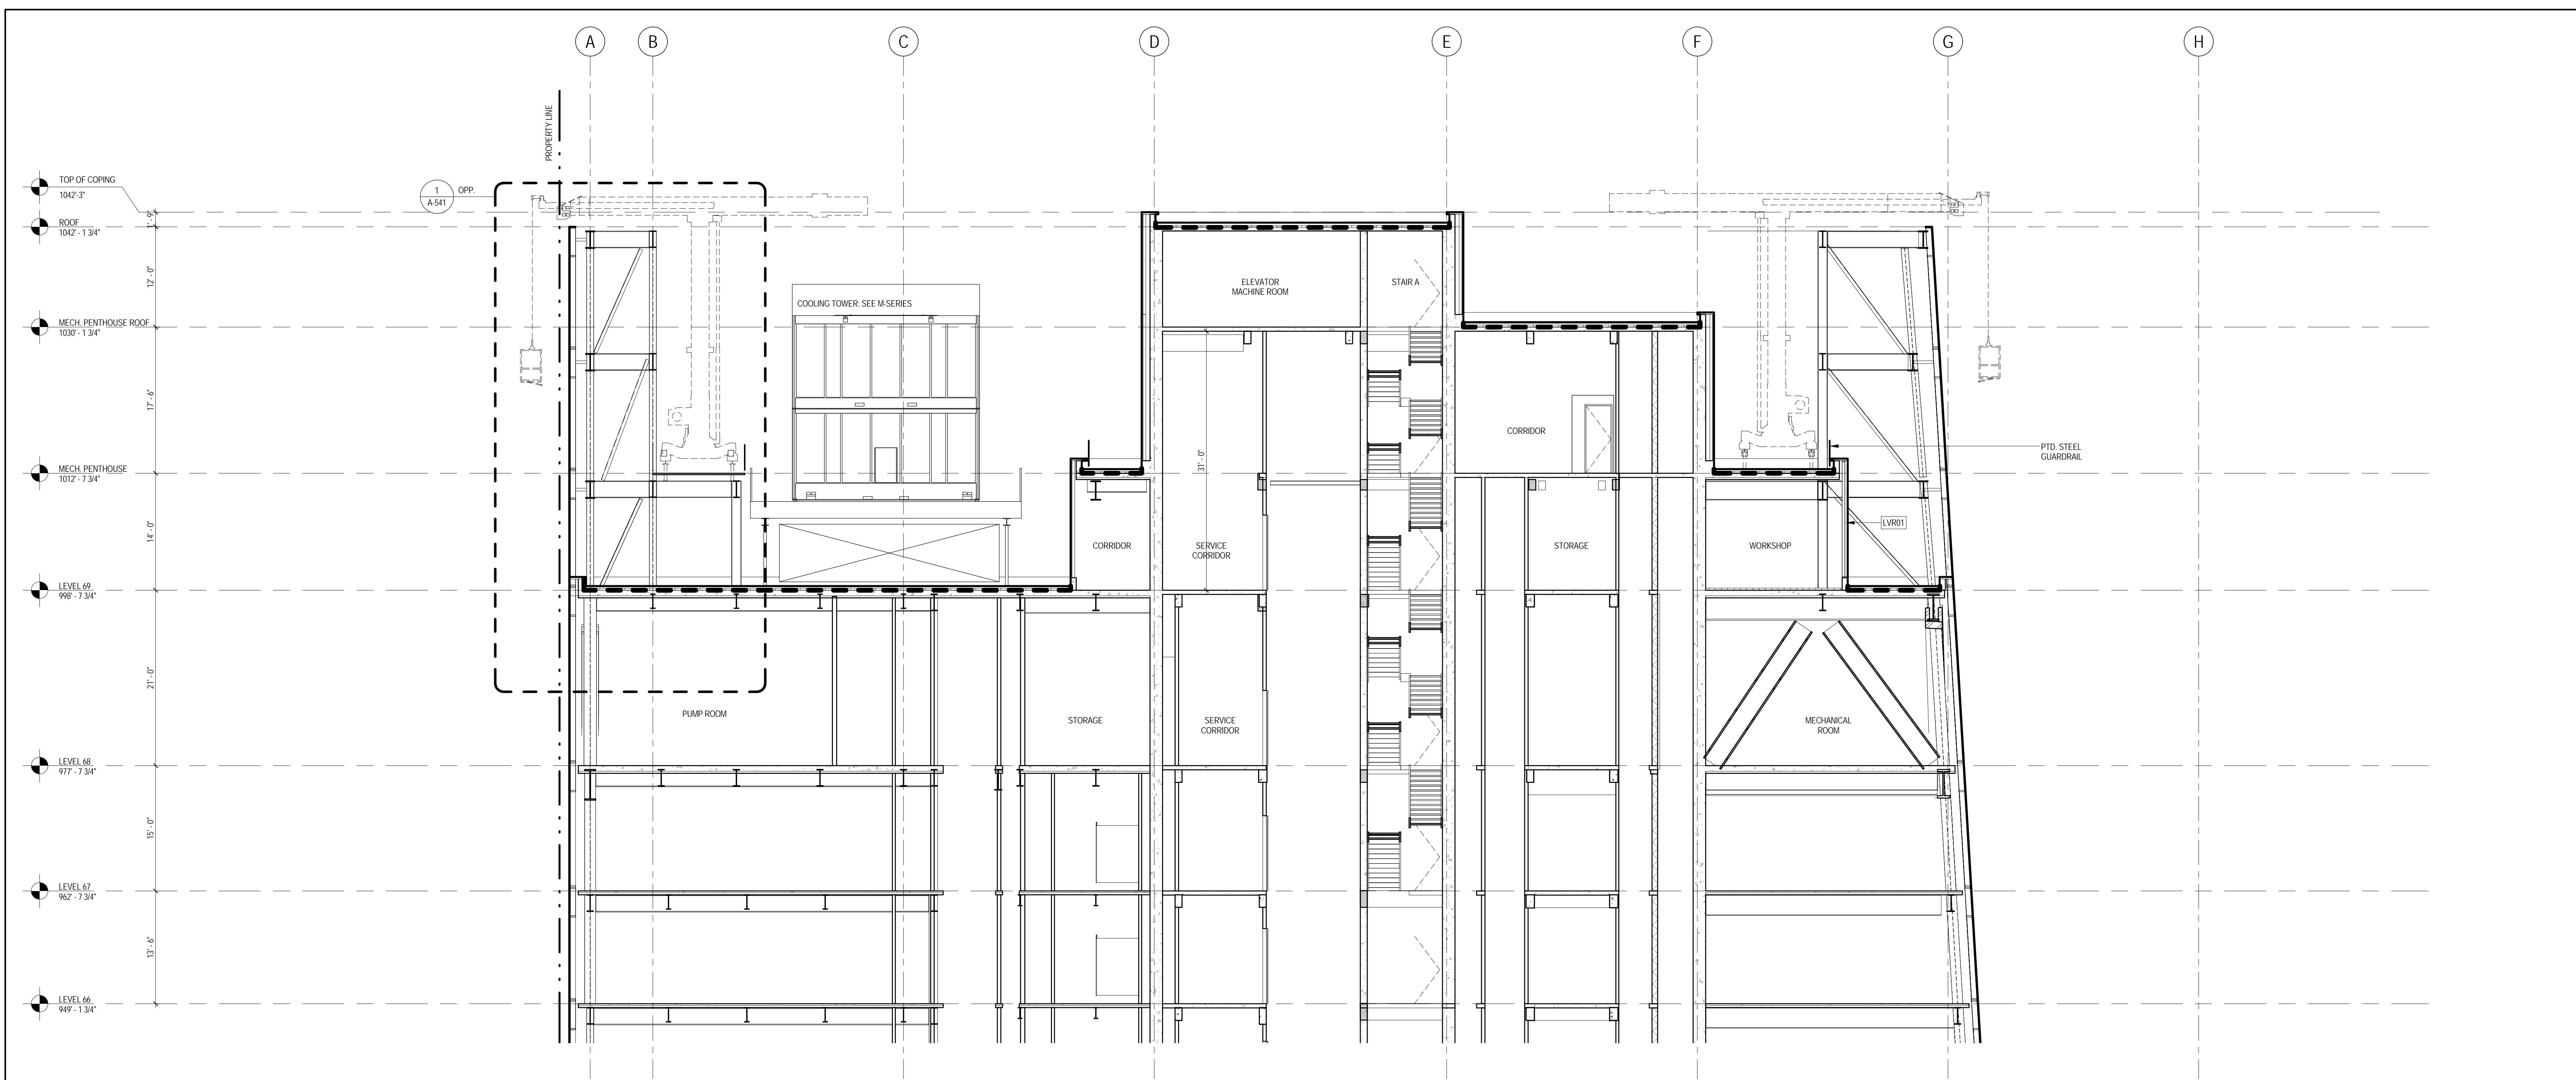 A
B
C
D
E
F
G
H
PROPERTY LINE
TOP OF COPING
1042'-3"
1
OPP.
A-541
1' - 9"
ROOF
1042' - 1 3/4"
12' - 0"
ELEVATOR
MACHINE ROOM
STAIR A
COOLING TOWER: SEE M-SERIES
MECH. PENTHOUSE ROOF
1030' - 1 3/4"
17' - 6"
CORRIDOR
PTD. STEEL
GUARDRAIL
31' - 0"
MECH. PENTHOUSE
1012' - 7 3/4"
14' - 0"
LVR01
CORRIDOR
SERVICE
CORRIDOR
STORAGE
WORKSHOP
LEVEL 69
998' - 7 3/4"
21' - 0"
PUMP ROOM
STORAGE
SERVICE
CORRIDOR
MECHANICAL
ROOM
LEVEL 68
977' - 7 3/4"
15' - 0"
LEVEL 67
962' - 7 3/4"
13' - 6"
LEVEL 66
949' - 1 3/4"